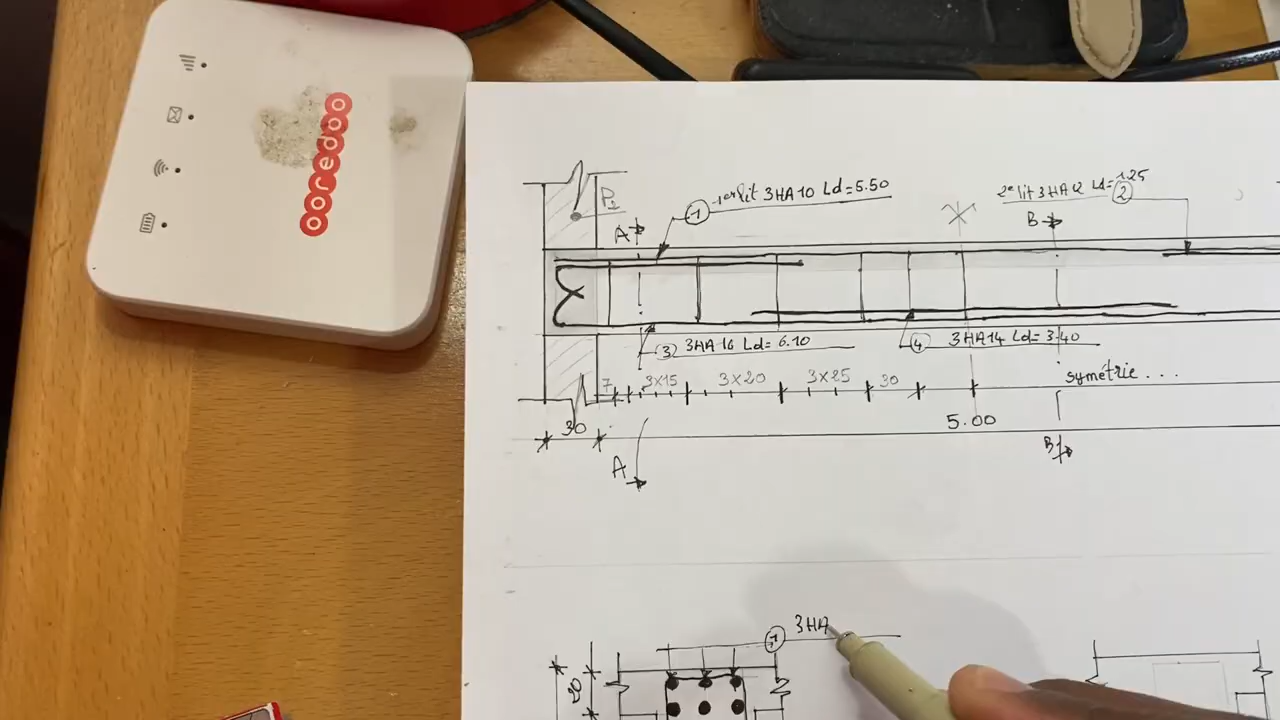 ooredoo
P1
1er lit 3HA10 Ld=5.50
2e lit 3HA12 Ld=1.25
1
2
A
B
3 3HA16 Ld=6.10
4 3HA14 Ld=3.40
7 3x15 3x20 3x25 30
symétrie...
30
5.00
A
B
1 3HA
20